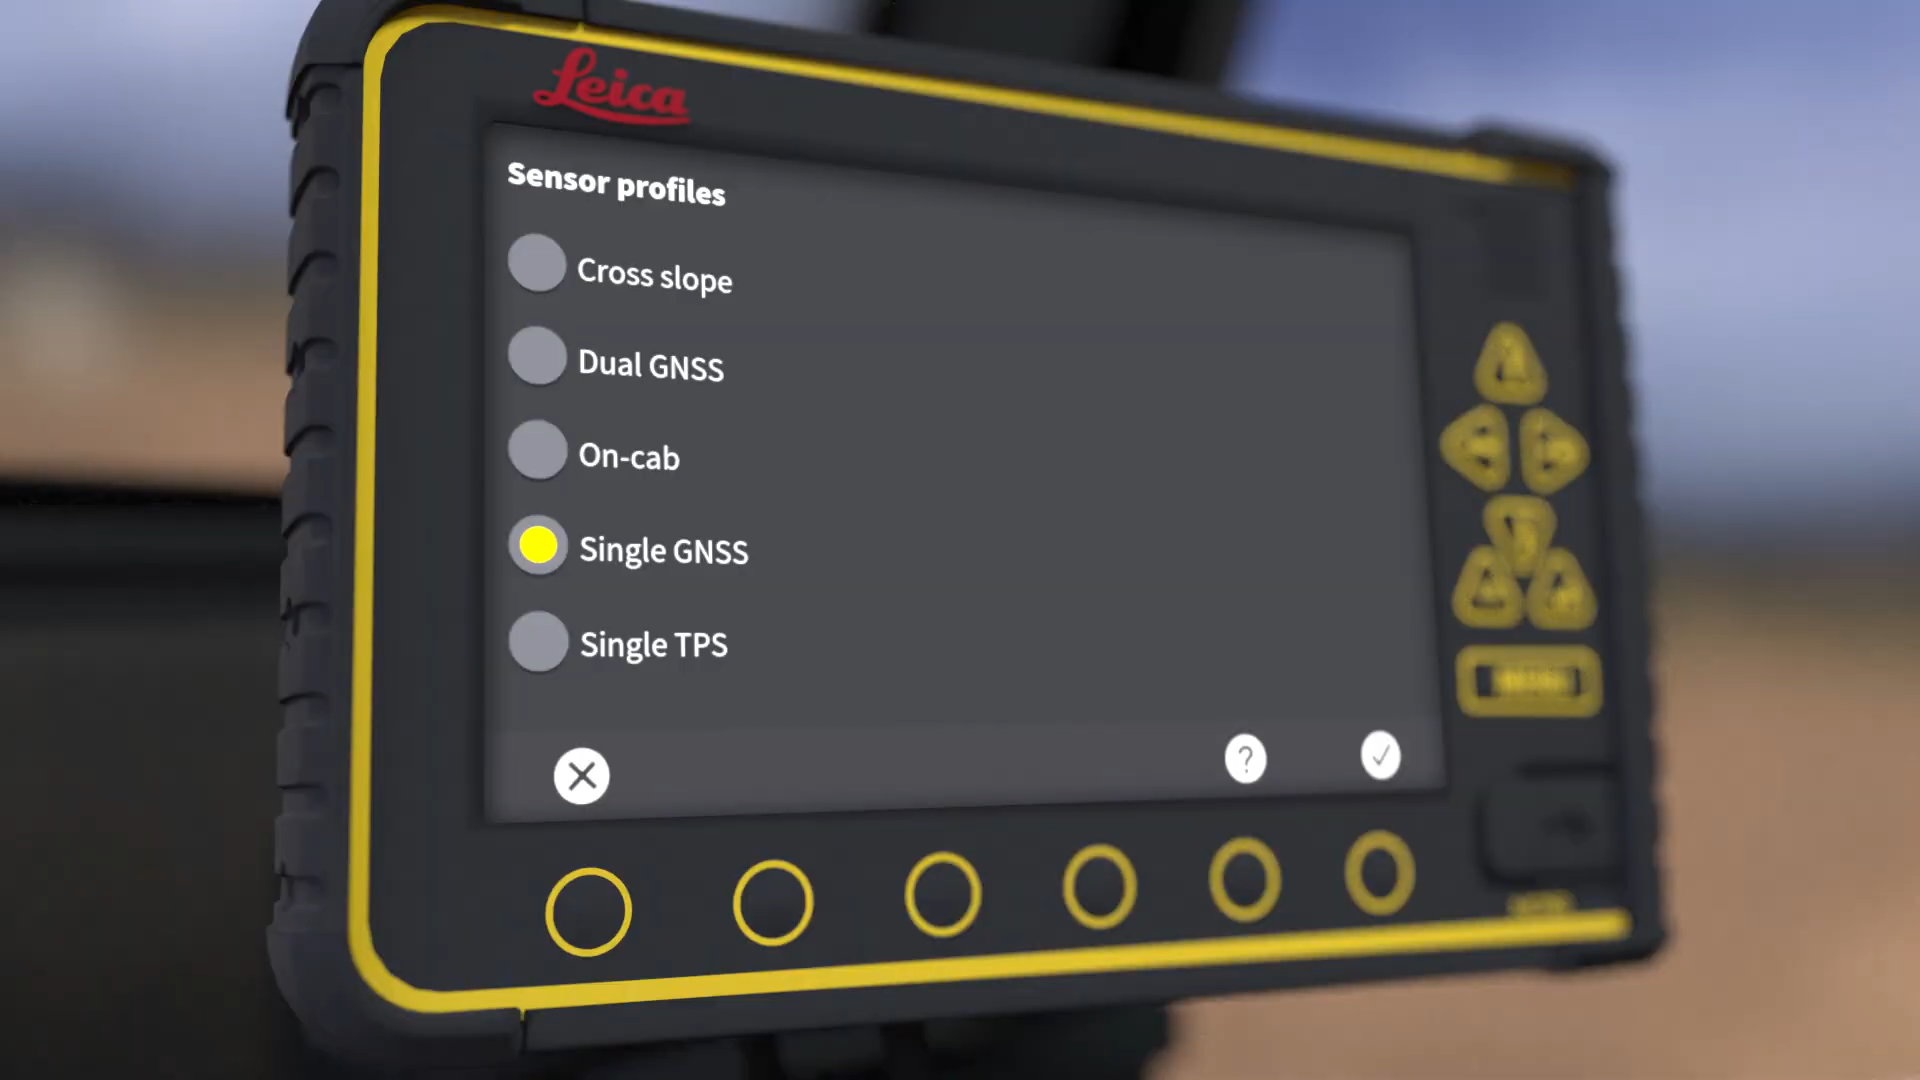 Leica
Sensor profiles
Cross slope
Dual GNSS
On-cab
Single GNSS
Single TPS
?